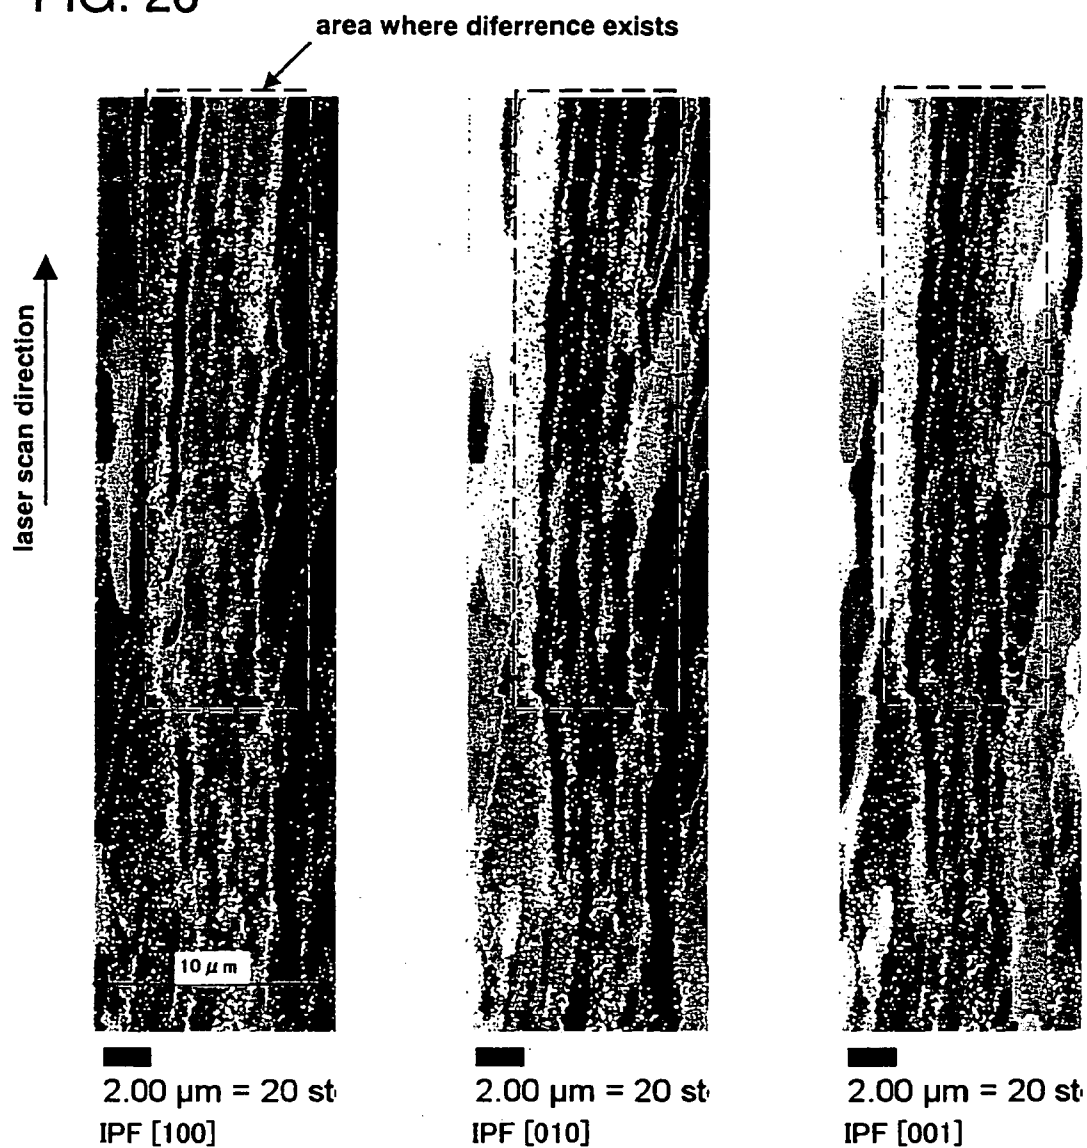 area where diferrence exists
laser scan direction
10 μm
2.00 μm = 20 st
IPF [100]
2.00 μm = 20 st
IPF [010]
2.00 μm = 20 st
IPF [001]